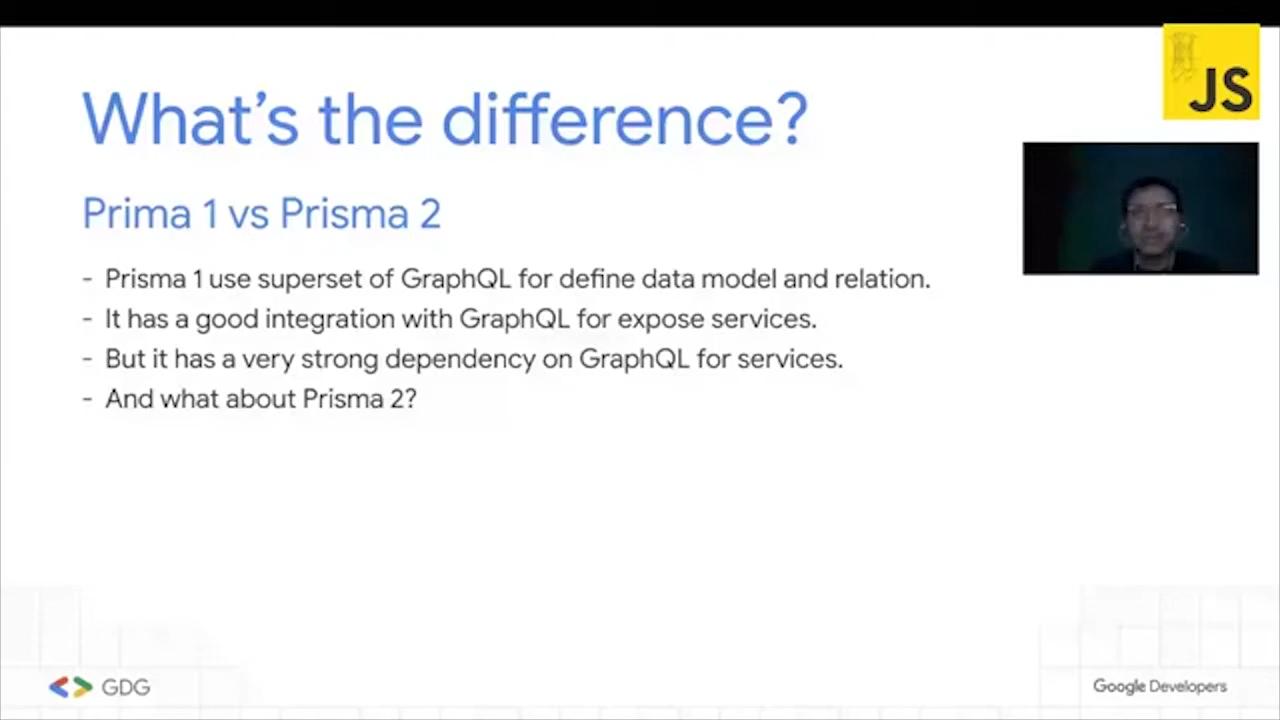 What's the difference?
JS
Prima 1 vs Prisma 2
- Prisma 1 use superset of GraphQL for define data model and relation.
- It has a good integration with GraphQL for expose services.
- But it has a very strong dependency on GraphQL for services.
- And what about Prisma 2?
GDG
Google Developers